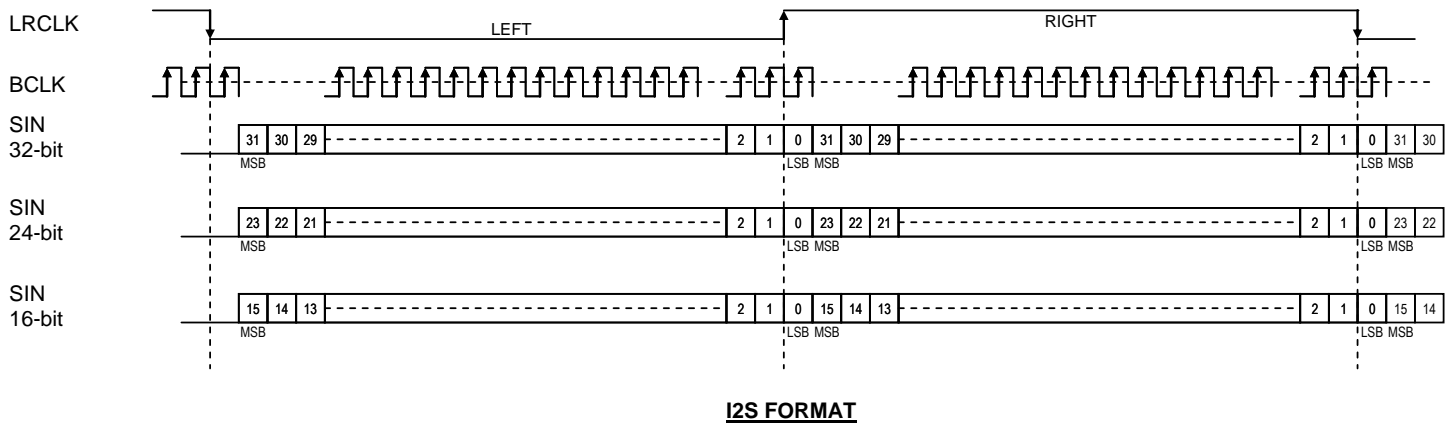 LRCLK
LEFT
RIGHT
BCLK
SIN
32-bit
31 30 29 2 1 0 31 30 29 2 1 0 31 30
MSB LSB MSB LSB MSB
SIN
24-bit
23 22 21 2 1 0 23 22 21 2 1 0 23 22
MSB LSB MSB LSB MSB
SIN
16-bit
15 14 13 2 1 0 15 14 13 2 1 0 15 14
MSB LSB MSB LSB MSB
I2S FORMAT